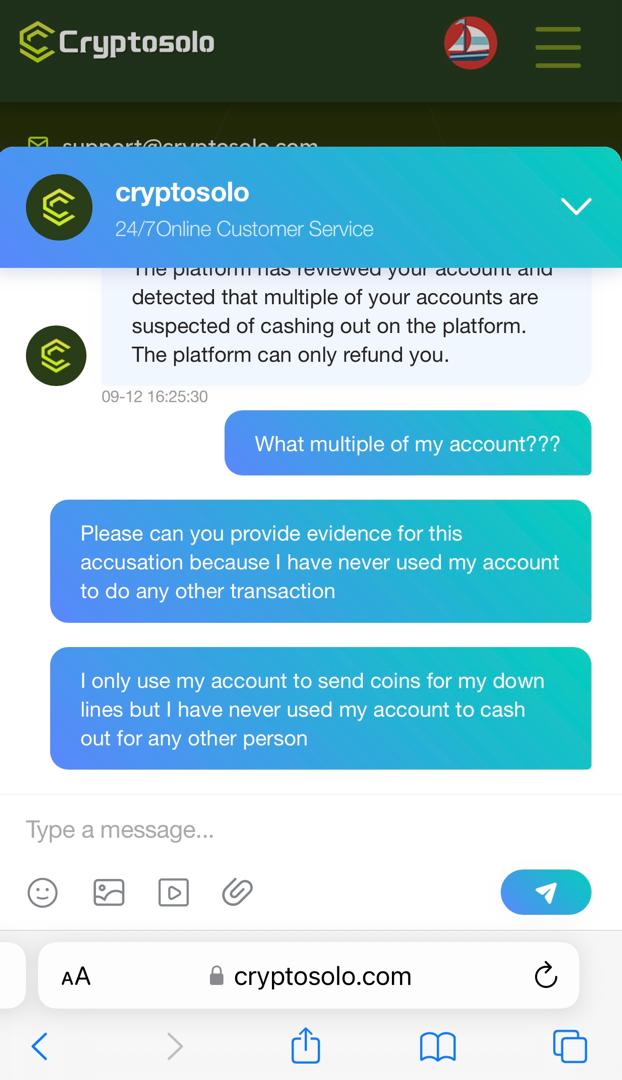 Cryptosolo
support@cryptosolo.com
cryptosolo
24/7Online Customer Service
The platform has reviewed your account and
detected that multiple of your accounts are
suspected of cashing out on the platform.
The platform can only refund you.
09-12 16:25:30
What multiple of my account???
Please can you provide evidence for this
accusation because I have never used my account
to do any other transaction
I only use my account to send coins for my down
lines but I have never used my account to cash
out for any other person
Type a message...
AA cryptosolo.com